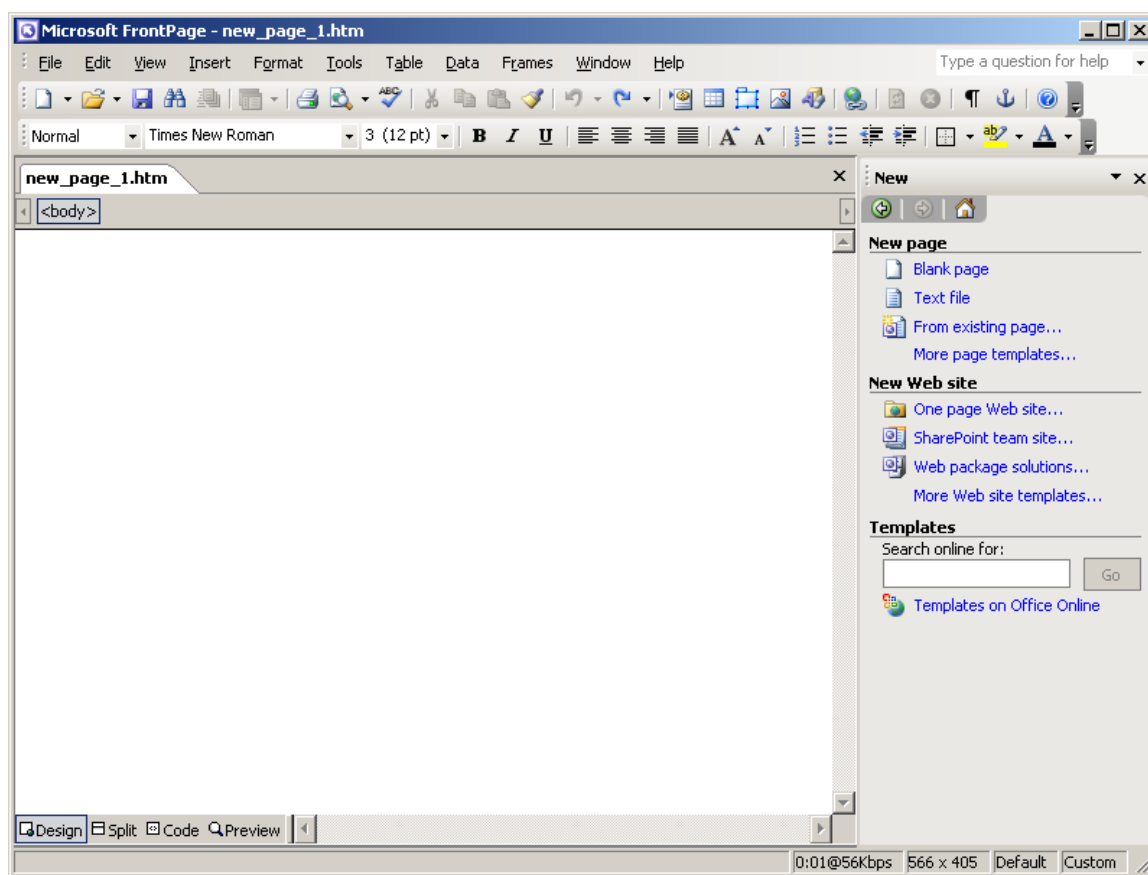 Microsoft FrontPage - new_page_1.htm
File Edit View Insert Format Tools Table Data Frames Window Help Type a question for help
Normal Times New Roman 3 (12 pt) B I U A A ab A
new_page_1.htm
<body>
New
New page
Blank page
Text file
From existing page...
More page templates...
New Web site
One page Web site...
SharePoint team site...
Web package solutions...
More Web site templates...
Templates
Search online for:
Go
Templates on Office Online
Design Split Code Preview
0:01@56Kbps 566 x 405 Default Custom